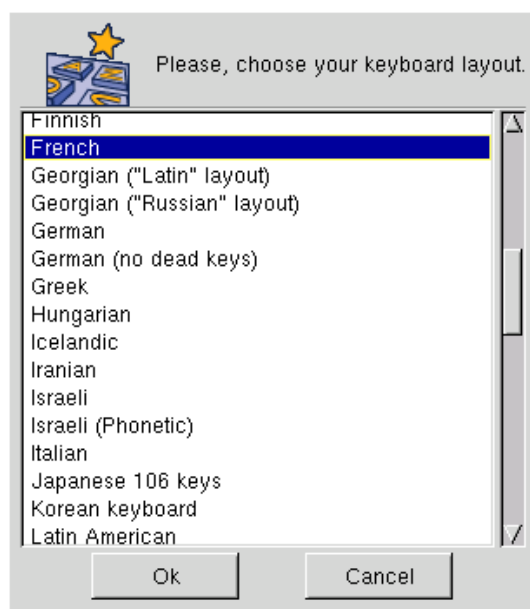 Please, choose your keyboard layout.
Finnish
French
Georgian ("Latin" layout)
Georgian ("Russian" layout)
German
German (no dead keys)
Greek
Hungarian
Icelandic
Iranian
Israeli
Israeli (Phonetic)
Italian
Japanese 106 keys
Korean keyboard
Latin American
Ok Cancel